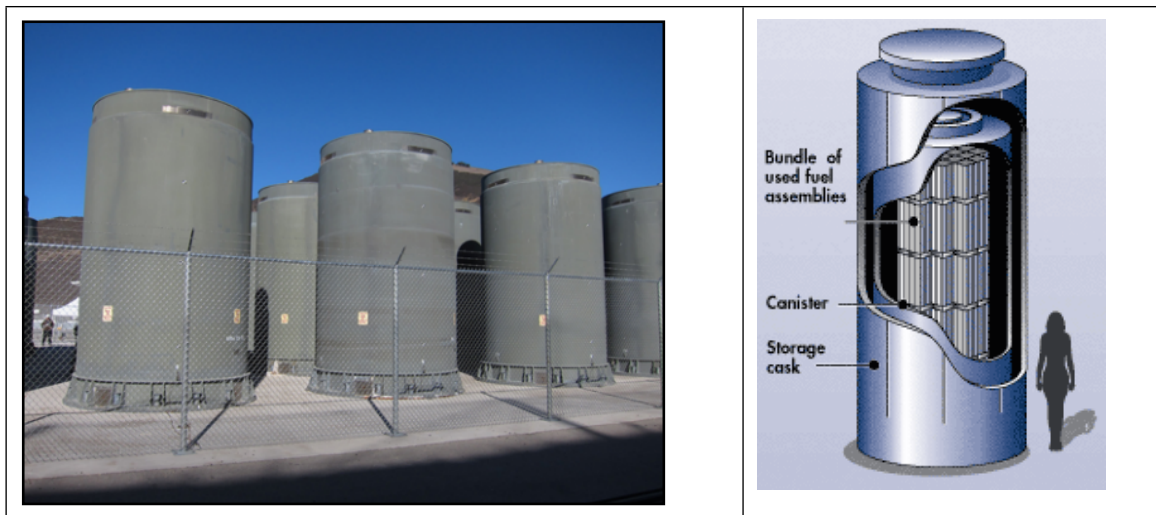 Bundle of
used fuel
assemblies
Canister
Storage
cask